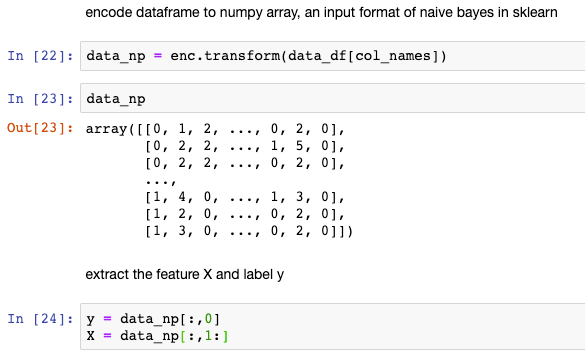 encode dataframe to numpy array, an input format of naive bayes in sklearn
In [22]: data_np = enc.transform(data_df[col_names])
In [23]: data_np
Out[23]: array([[0, 1, 2, ..., 0, 2, 0],
[0, 2, 2, ..., 1, 5, 0],
[0, 2, 2, ..., 0, 2, 0],
...,
[1, 4, 0, ..., 1, 3, 0],
[1, 2, 0, ..., 0, 2, 0],
[1, 3, 0, ..., 0, 2, 0]])
extract the feature X and label y
In [24]: y = data_np[:,0]
X = data_np[:,1:]